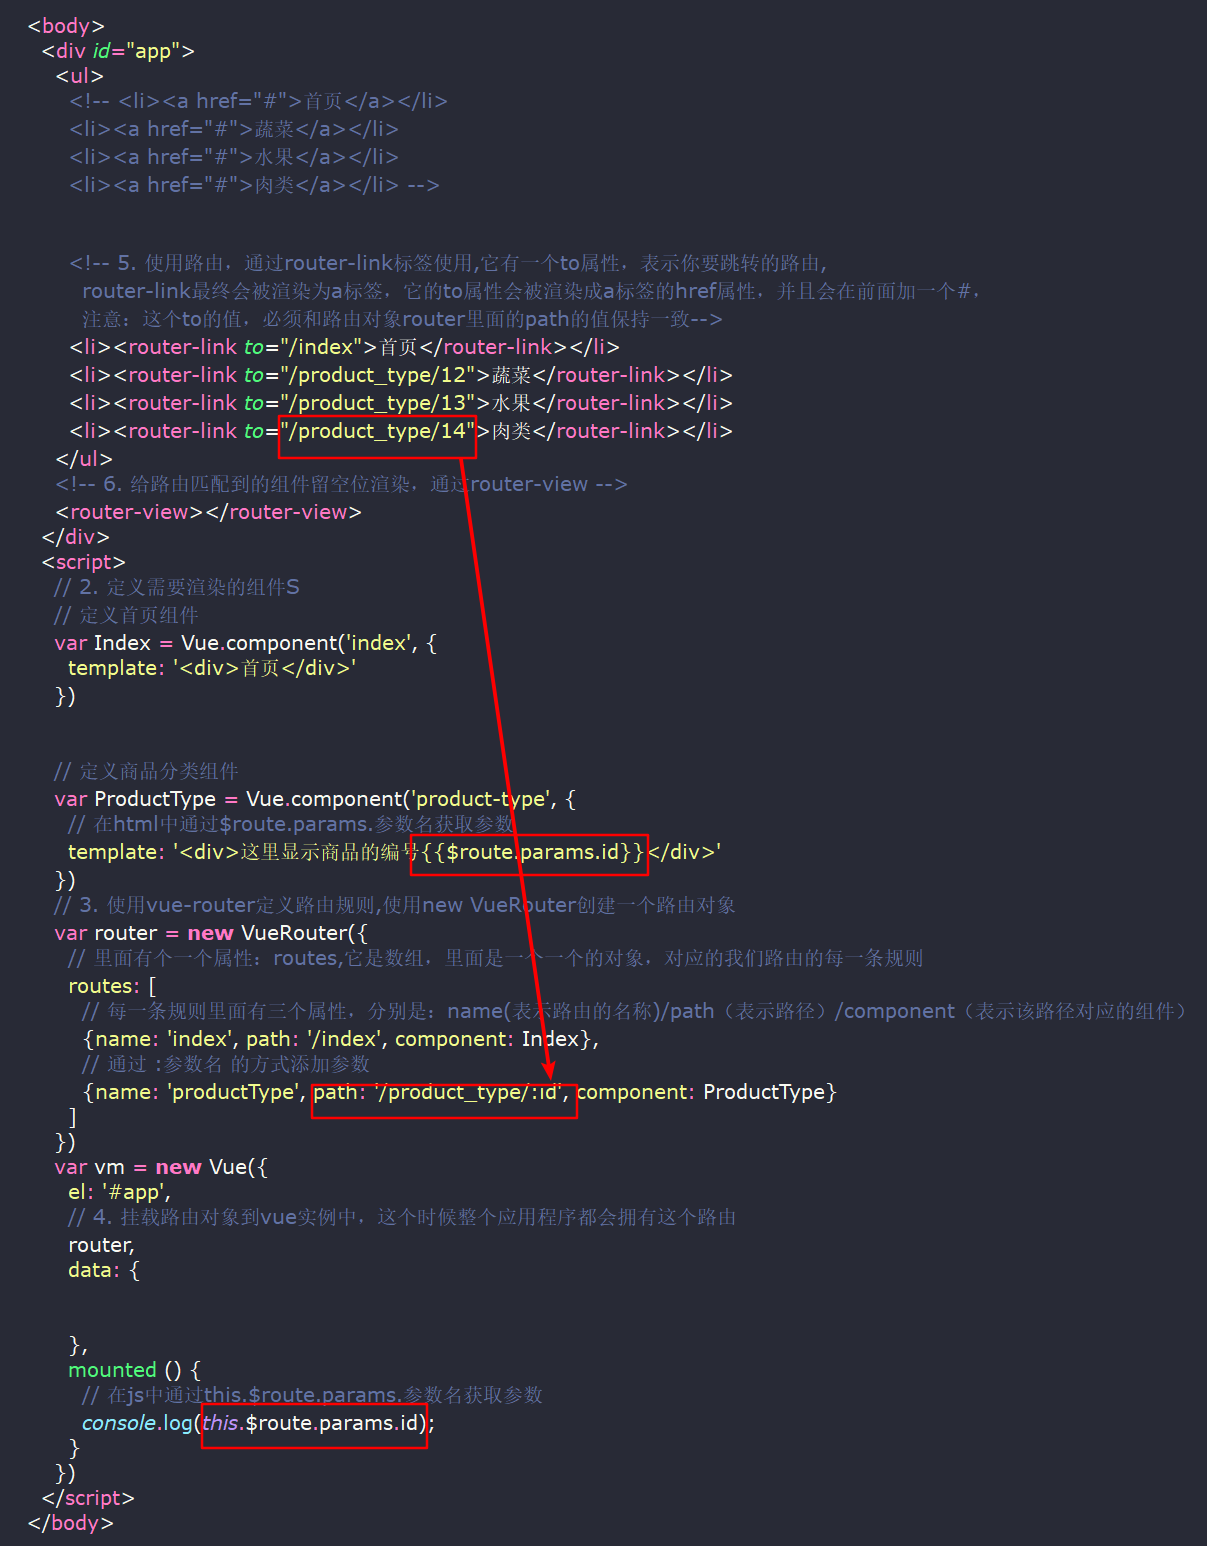 <body>
<div id="app">
<ul>
<!-- <li><a href="#">首页</a></li>
<li><a href="#">蔬菜</a></li>
<li><a href="#">水果</a></li>
<li><a href="#">肉类</a></li> -->
<!-- 5. 使用路由，通过router-link标签使用,它有一个to属性，表示你要跳转的路由,
router-link最终会被渲染为a标签，它的to属性会被渲染成a标签的href属性，并且会在前面加一个#，
注意：这个to的值，必须和路由对象router里面的path的值保持一致-->
<li><router-link to="/index">首页</router-link></li>
<li><router-link to="/product_type/12">蔬菜</router-link></li>
<li><router-link to="/product_type/13">水果</router-link></li>
<li><router-link to="/product_type/14">肉类</router-link></li>
</ul>
<!-- 6. 给路由匹配到的组件留空位渲染，通过router-view -->
<router-view></router-view>
</div>
<script>
// 2. 定义需要渲染的组件S
// 定义首页组件
var Index = Vue.component('index', {
template: '<div>首页</div>'
})
// 定义商品分类组件
var ProductType = Vue.component('product-type', {
// 在html中通过$route.params.参数名获取参数
template: '<div>这里显示商品的编号{{$route.params.id}}</div>'
})
// 3. 使用vue-router定义路由规则,使用new VueRouter创建一个路由对象
var router = new VueRouter({
// 里面有个一个属性：routes,它是数组，里面是一个一个的对象，对应的我们路由的每一条规则
routes: [
// 每一条规则里面有三个属性，分别是：name(表示路由的名称)/path（表示路径）/component（表示该路径对应的组件）
{name: 'index', path: '/index', component: Index},
// 通过 :参数名 的方式添加参数
{name: 'productType', path: '/product_type/:id', component: ProductType}
]
})
var vm = new Vue({
el: '#app',
// 4. 挂载路由对象到vue实例中，这个时候整个应用程序都会拥有这个路由
router,
data: {
},
mounted () {
// 在js中通过this.$route.params.参数名获取参数
console.log(this.$route.params.id);
}
})
</script>
</body>